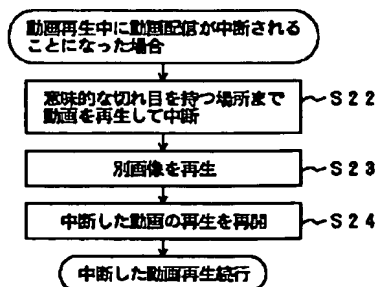 動画再生中に動画配信が中断される
ことになった場合
意味的な切れ目を持つ場所まで
動画を再生して中断
S22
別画像を再生
S23
中断した動画の再生を再開
S24
中断した動画再生続行